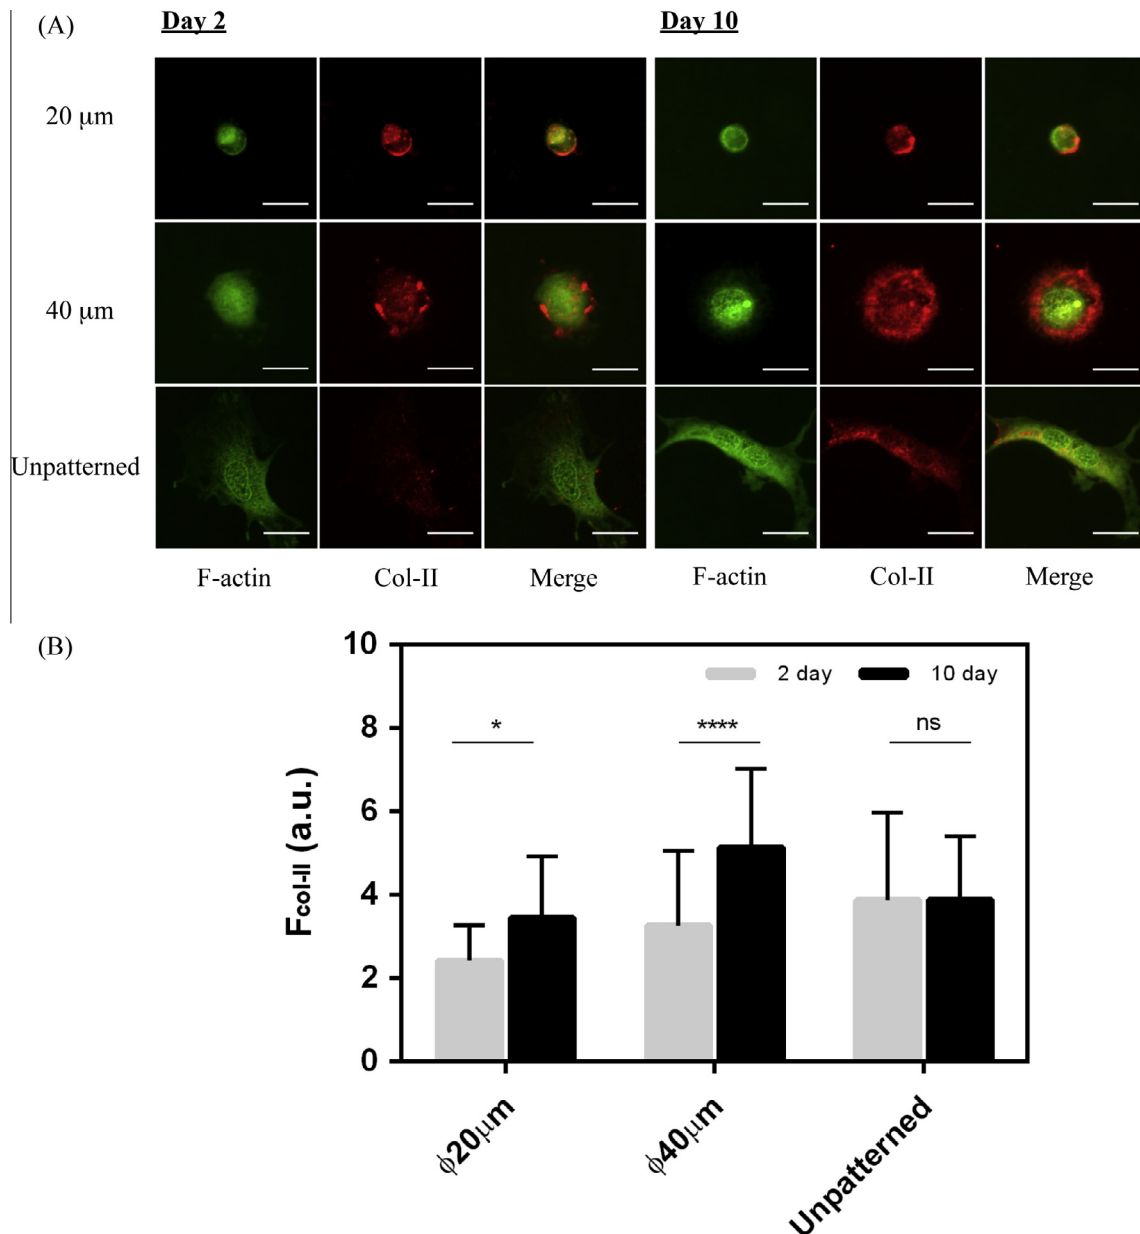 (A)
Day 2
Day 10
20 μm
40 μm
Unpatterned
F-actin Col-II Merge F-actin Col-II Merge
(B)
10
8
6
4
2
0
Fcol-II (a.u.)
2 day 10 day
* **** ns
ϕ20μm
ϕ40μm
Unpatterned